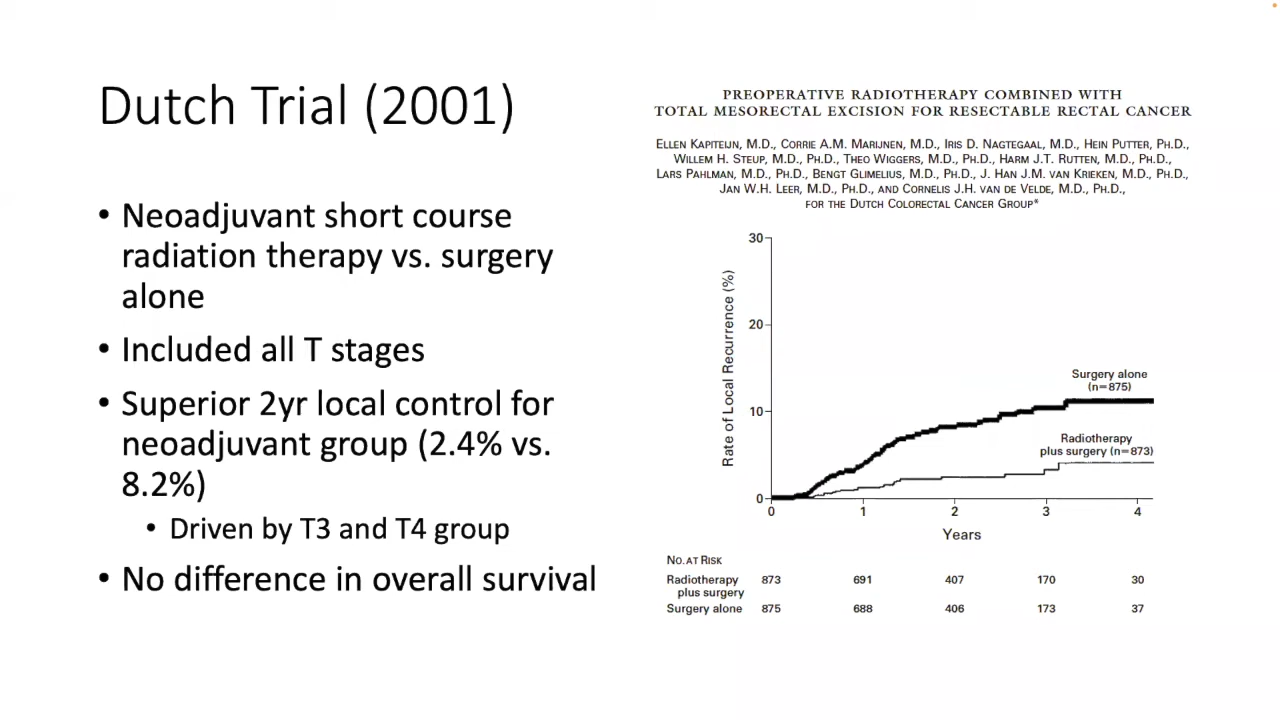 Dutch Trial (2001)
• Neoadjuvant short course
radiation therapy vs. surgery
alone
• Included all T stages
• Superior 2yr local control for
neoadjuvant group (2.4% vs.
8.2%)
• Driven by T3 and T4 group
• No difference in overall survival
PREOPERATIVE RADIOTHERAPY COMBINED WITH
TOTAL MESORECTAL EXCISION FOR RESECTABLE RECTAL CANCER
ELLEN KAPITEIJN, M.D., CORRIE A.M. MARIJNEN, M.D., IRIS D. NAGTEGAAL, M.D., HEIN PUTTER, PH.D.,
WILLEM H. STEUP, M.D., PH.D., THEO WIGGERS, M.D., PH.D., HARM J.T. RUTTEN, M.D., PH.D.,
LARS PAHLMAN, M.D., PH.D., BENGT GLIMELIUS, M.D., PH.D., J. HAN J.M. VAN KRIEKEN, M.D., PH.D.,
JAN W.H. LEER, M.D., PH.D., AND CORNELIS J.H. VAN DE VELDE, M.D., PH.D.,
FOR THE DUTCH COLORECTAL CANCER GROUP*
Rate of Local Recurrence (%)
30
20
10
0
Surgery alone
(n=875)
Radiotherapy
plus surgery (n=873)
0 1 2 3 4
Years
NO. AT RISK
Radiotherapy 873 691 407 170 30
plus surgery
Surgery alone 875 688 406 173 37